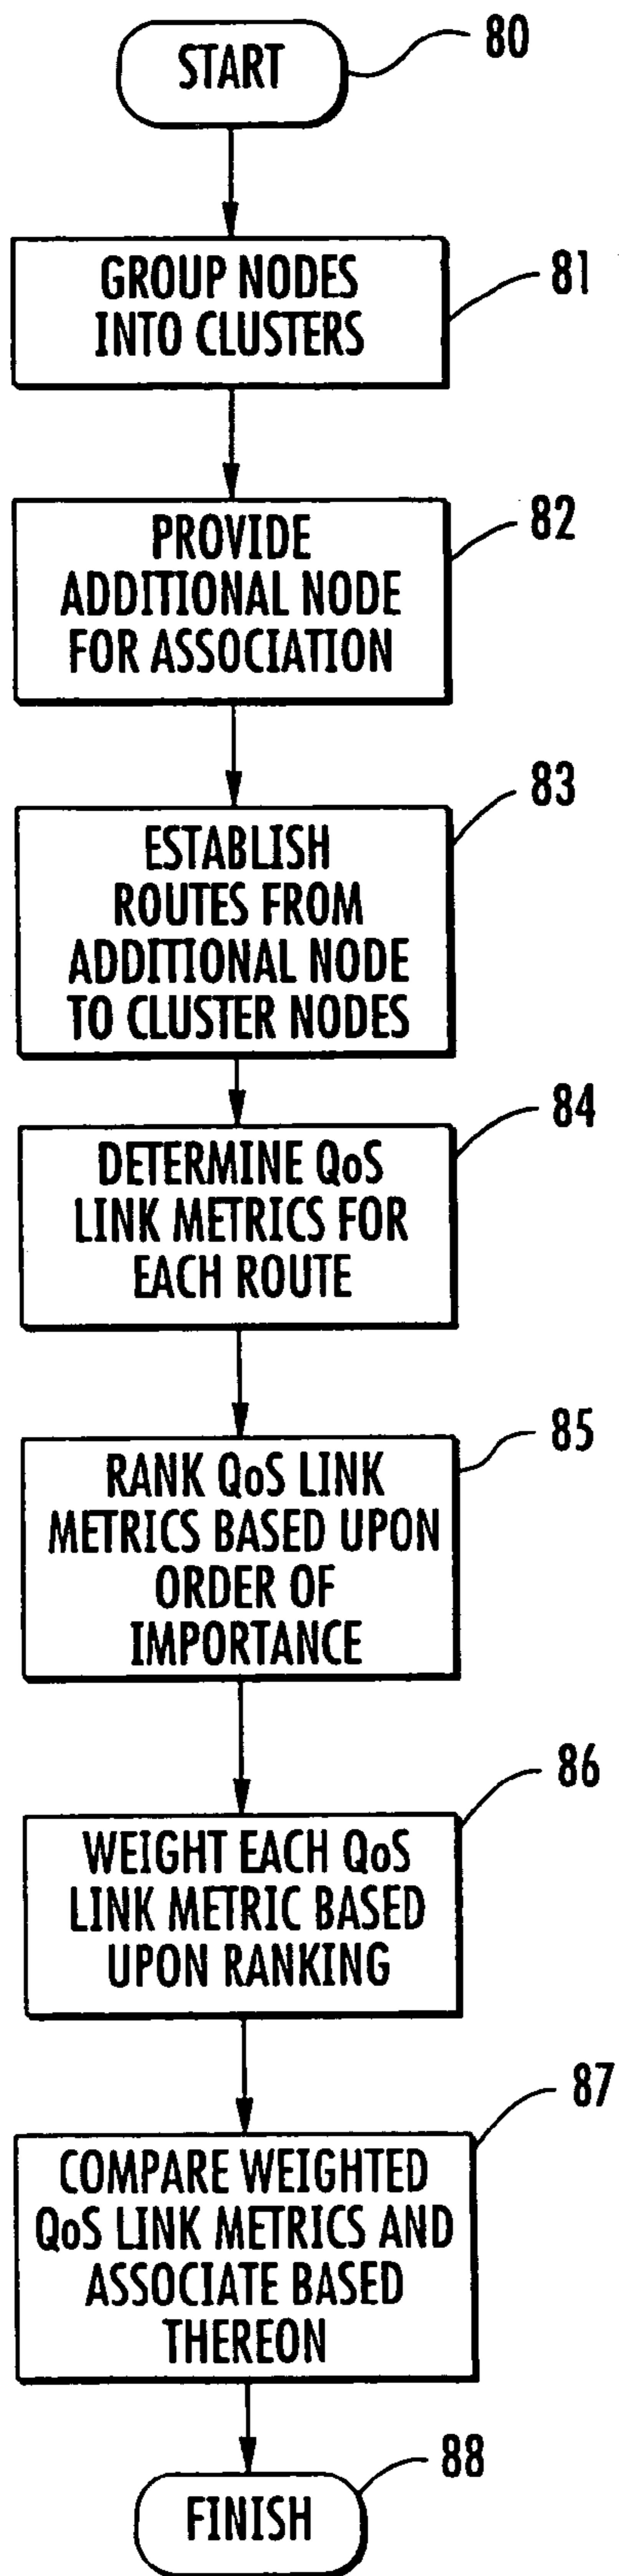 START
80
GROUP NODES
INTO CLUSTERS
81
PROVIDE
ADDITIONAL NODE
FOR ASSOCIATION
82
ESTABLISH
ROUTES FROM
ADDITIONAL NODE
TO CLUSTER NODES
83
DETERMINE QoS
LINK METRICS FOR
EACH ROUTE
84
RANK QoS LINK
METRICS BASED UPON
ORDER OF
IMPORTANCE
85
WEIGHT EACH QoS
LINK METRIC BASED
UPON RANKING
86
COMPARE WEIGHTED
QoS LINK METRICS AND
ASSOCIATE BASED
THEREON
87
FINISH
88